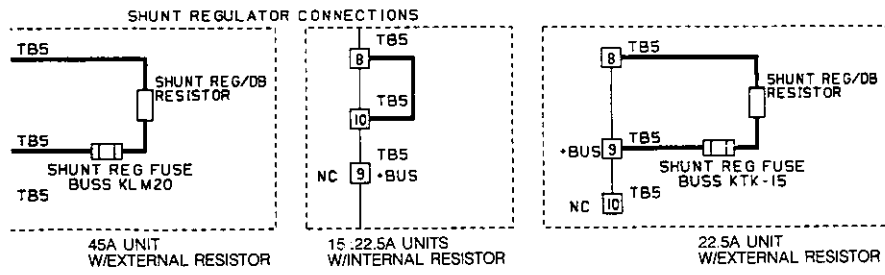 SHUNT REGULATOR CONNECTIONS
TB5
SHUNT REG/DB
RESISTOR
TB5
SHUNT REG FUSE
BUSS KLM20
TB5
45A UNIT
W/EXTERNAL RESISTOR
TB5
8
TB5
10
TB5
NC 9 +BUS
15 .22.5A UNITS
W/INTERNAL RESISTOR
8 TB5
SHUNT REG/DB
RESISTOR
TB5
+BUS 9
SHUNT REG FUSE
BUSS KTK-15
TB5
NC 10
22.5A UNIT
W/EXTERNAL RESISTOR